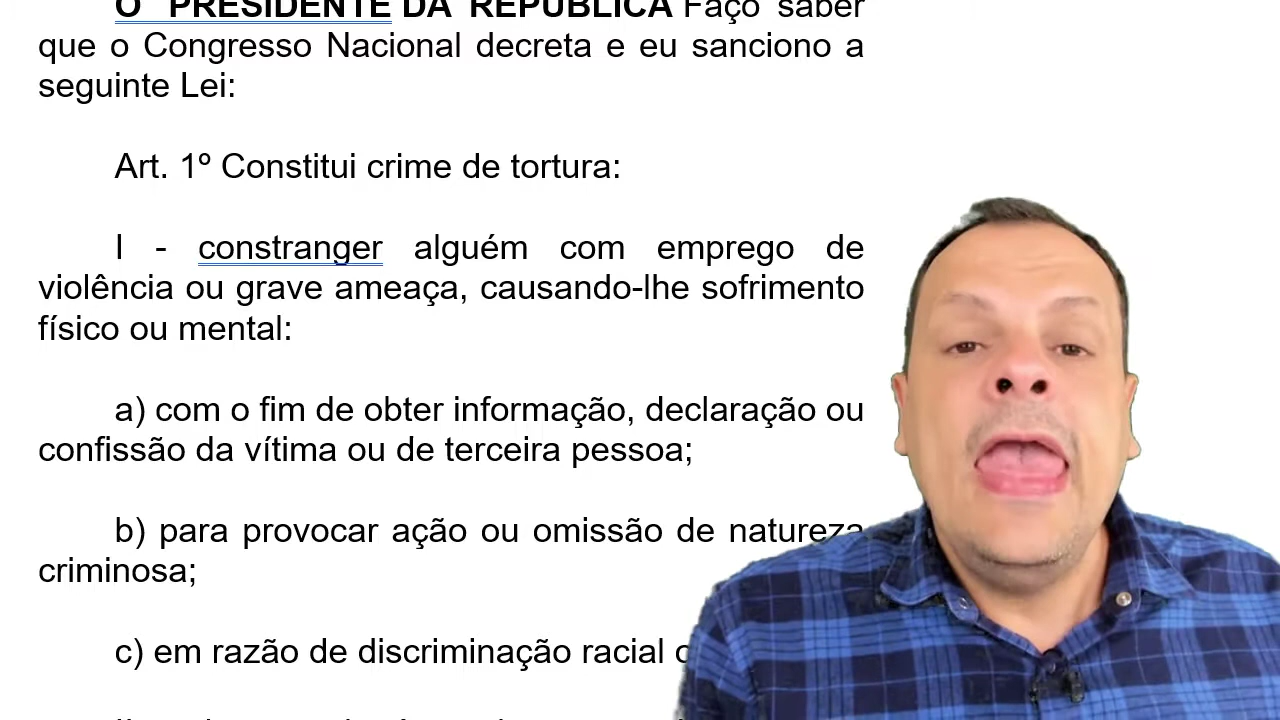 O PRESIDENTE DA REPÚBLICA Faço saber
que o Congresso Nacional decreta e eu sanciono a
seguinte Lei:
Art. 1º Constitui crime de tortura:
I - constranger alguém com emprego de
violência ou grave ameaça, causando-lhe sofrimento
físico ou mental:
a) com o fim de obter informação, declaração ou
confissão da vítima ou de terceira pessoa;
b) para provocar ação ou omissão de natureza
criminosa;
c) em razão de discriminação racial